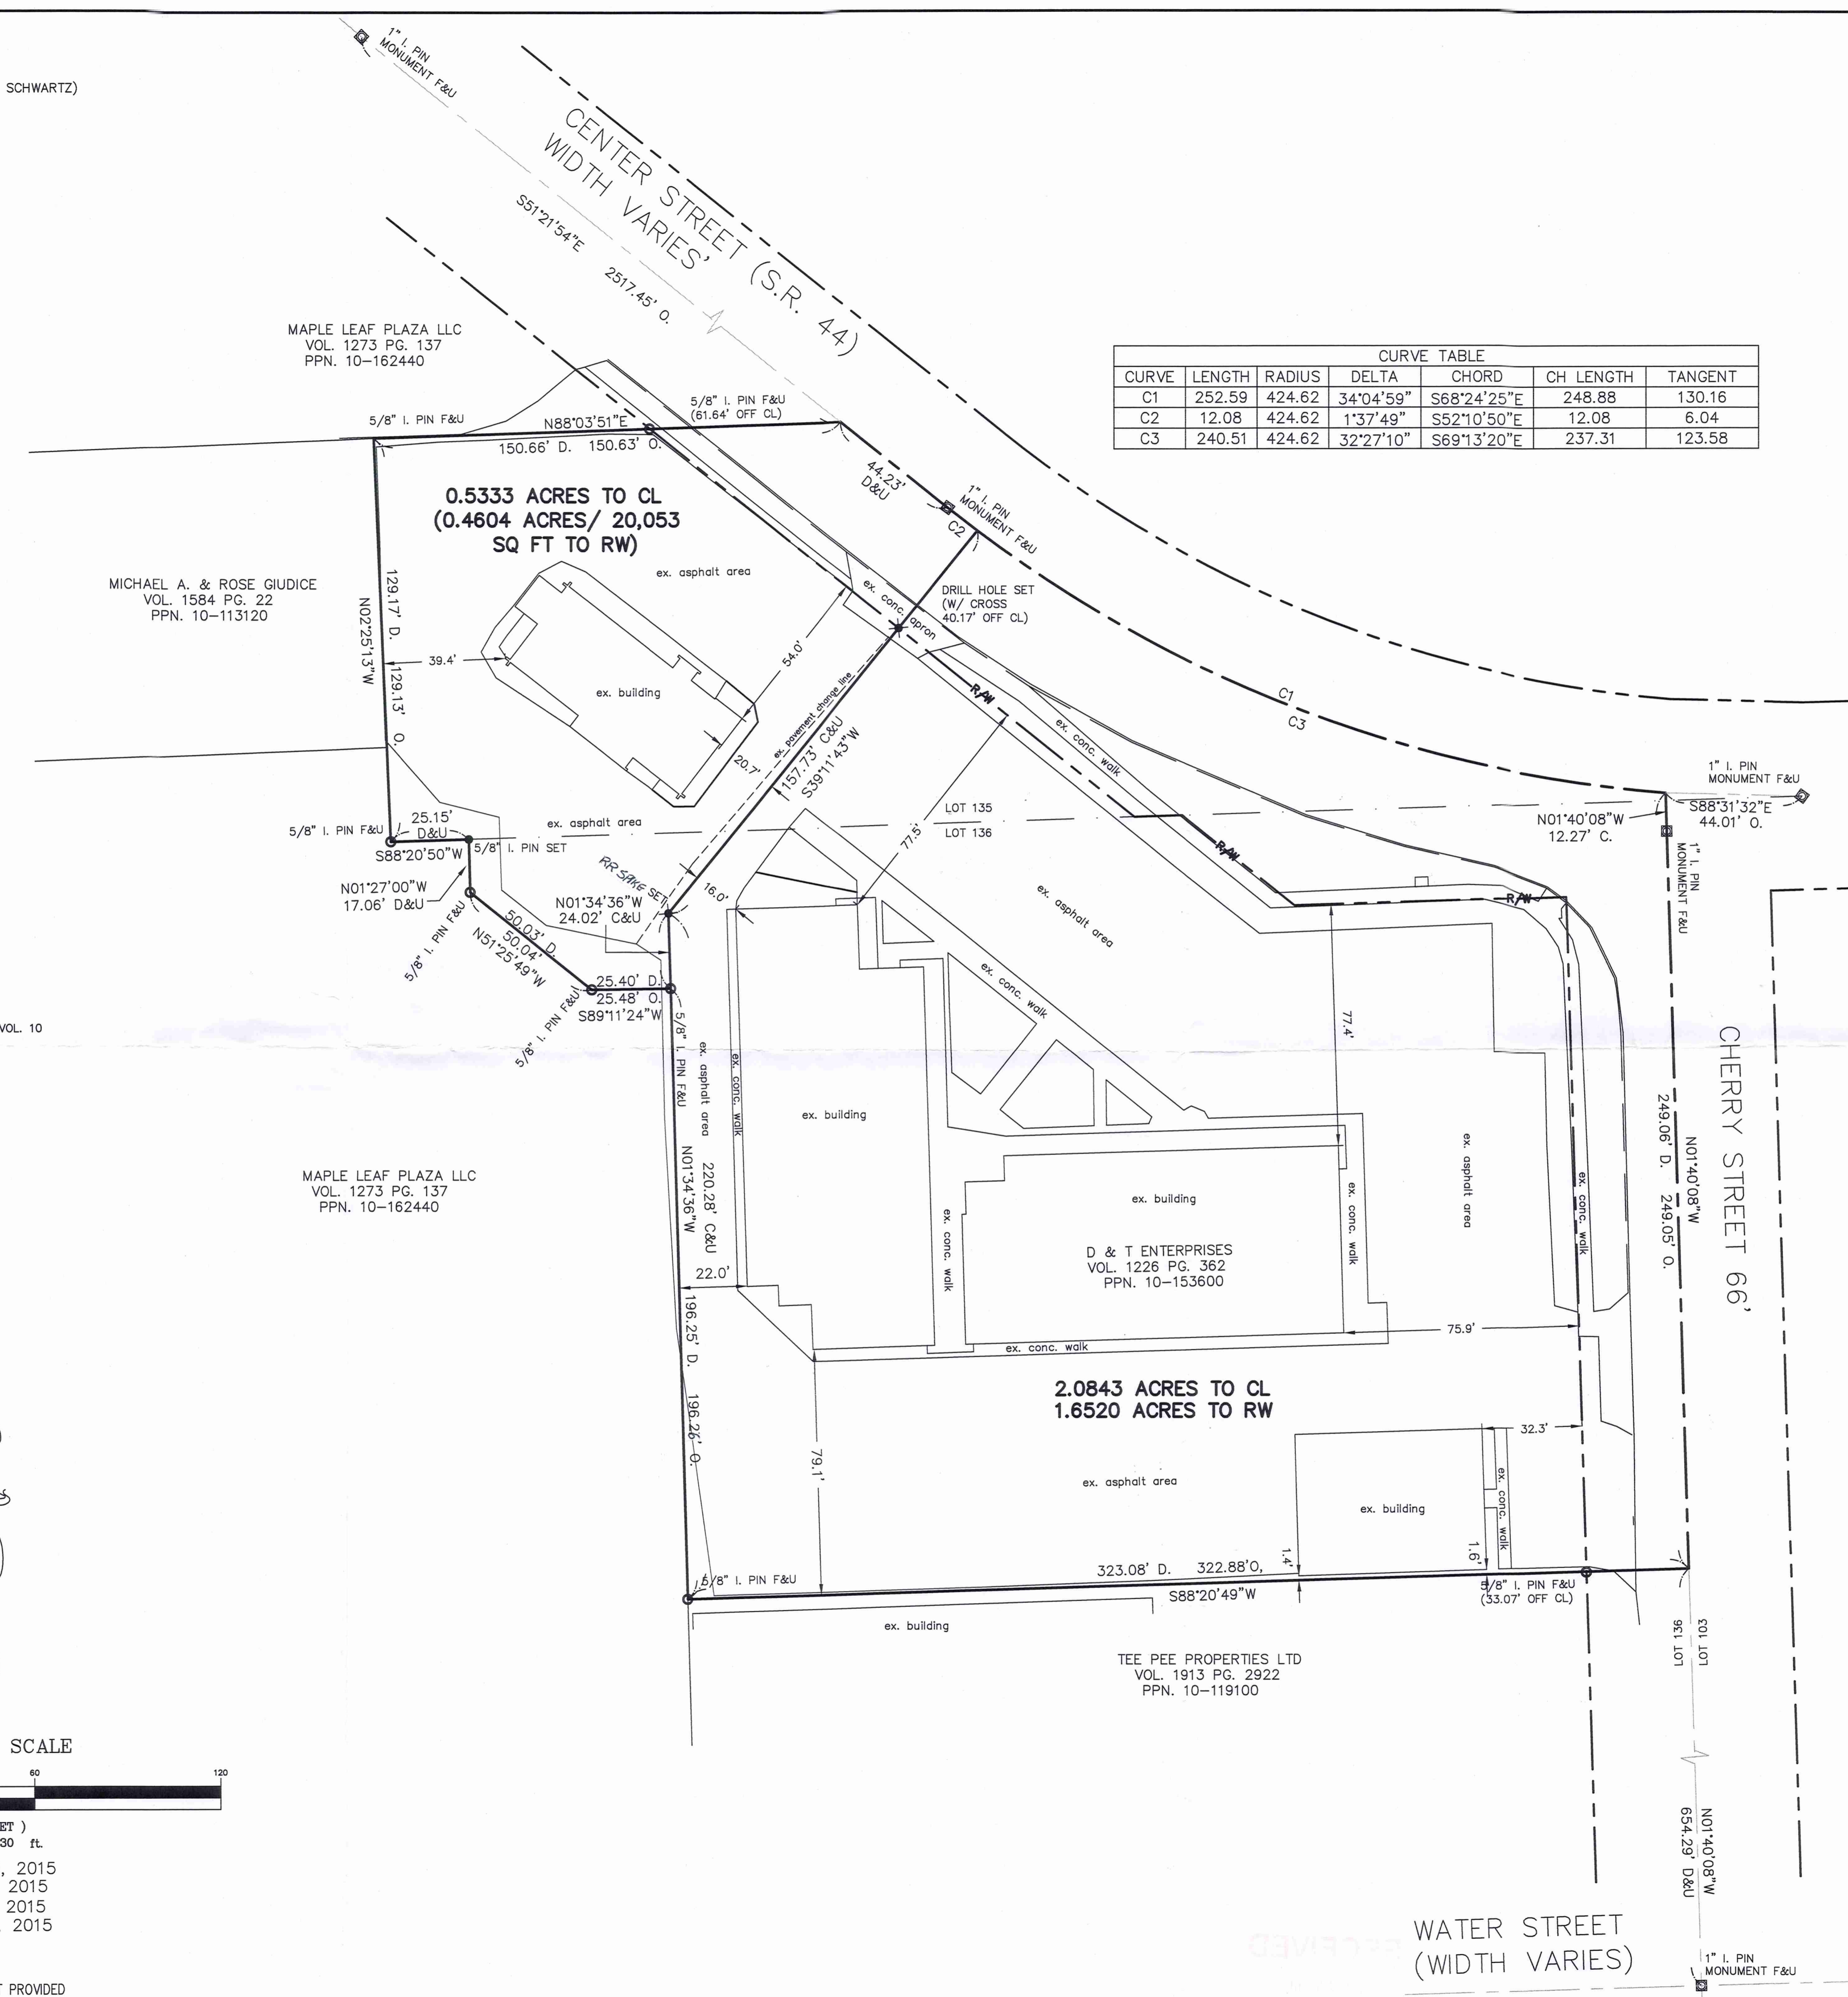 1" I. PIN
MONUMENT F&U
SCHWARTZ)
CENTER STREET (S.R. 44)
WIDTH VARIES'
S51°21'54"E 2517.45' O.
MAPLE LEAF PLAZA LLC
VOL. 1273 PG. 137
PPN. 10-162440
CURVE TABLE
CURVE LENGTH RADIUS DELTA CHORD CH LENGTH TANGENT
C1 252.59 424.62 34°04'59" S68°24'25"E 248.88 130.16
C2 12.08 424.62 1°37'49" S52°10'50"E 12.08 6.04
C3 240.51 424.62 32°27'10" S69°13'20"E 237.31 123.58
5/8" I. PIN F&U
5/8" I. PIN F&U
(61.64' OFF CL)
N88°03'51"E
150.66' D. 150.63' O.
44.23'
D&U
1" I. PIN
MONUMENT F&U
C2
0.5333 ACRES TO CL
(0.4604 ACRES/ 20,053
SQ FT TO RW)
ex. asphalt area
MICHAEL A. & ROSE GIUDICE
VOL. 1584 PG. 22
PPN. 10-113120
129.17' D. 129.13' O.
N02°25'13"W
39.4'
ex. building
54.0'
20.7'
ex. conc. apron
DRILL HOLE SET
(W/ CROSS
40.17' OFF CL)
ex. pavement change line
157.73' C&U
S39°11'43"W
R/W
ex. conc. walk
C1
C3
1" I. PIN
MONUMENT F&U
S88°31'32"E
44.01' O.
N01°40'08"W
12.27' C.
1" I. PIN
MONUMENT F&U
LOT 135
LOT 136
77.5'
R/W
5/8" I. PIN F&U
25.15'
D&U
S88°20'50"W
ex. asphalt area
5/8" I. PIN SET
N01°27'00"W
17.06' D&U
RR SPIKE SET
16.0'
N01°34'36"W
24.02' C&U
5/8" I. PIN F&U
50.03' D.
50.04'
N51°25'49"W
25.40' D.
25.48' O.
S89°11'24"W
5/8" I. PIN F&U
5/8" I. PIN F&U
ex. asphalt area
ex. conc. walk
R/W
ex. asphalt area
ex. conc. walk
77.4'
VOL. 10
ex. building
CHERRY STREET 66'
249.06' D. 249.05' O.
N01°40'08"W
ex. asphalt area
ex. conc. walk
MAPLE LEAF PLAZA LLC
VOL. 1273 PG. 137
PPN. 10-162440
N01°34'36"W
220.28' C&U
ex. conc. walk
ex. building
D & T ENTERPRISES
VOL. 1226 PG. 362
PPN. 10-153600
ex. conc. walk
22.0'
196.25' D. 196.26' O.
75.9'
ex. conc. walk
2.0843 ACRES TO CL
1.6520 ACRES TO RW
32.3'
79.1'
ex. asphalt area
ex. building
ex. conc. walk
1.4'
1.6'
5/8" I. PIN F&U
323.08' D. 322.88'O,
S88°20'49"W
5/8" I. PIN F&U
(33.07' OFF CL)
ex. building
LOT 136
LOT 103
TEE PEE PROPERTIES LTD
VOL. 1913 PG. 2922
PPN. 10-119100
SCALE
60 120
ET )
30 ft.
, 2015
2015
2015
2015
N01°40'08"W
654.29' D&U
WATER STREET
(WIDTH VARIES)
1" I. PIN
MONUMENT F&U
T PROVIDED